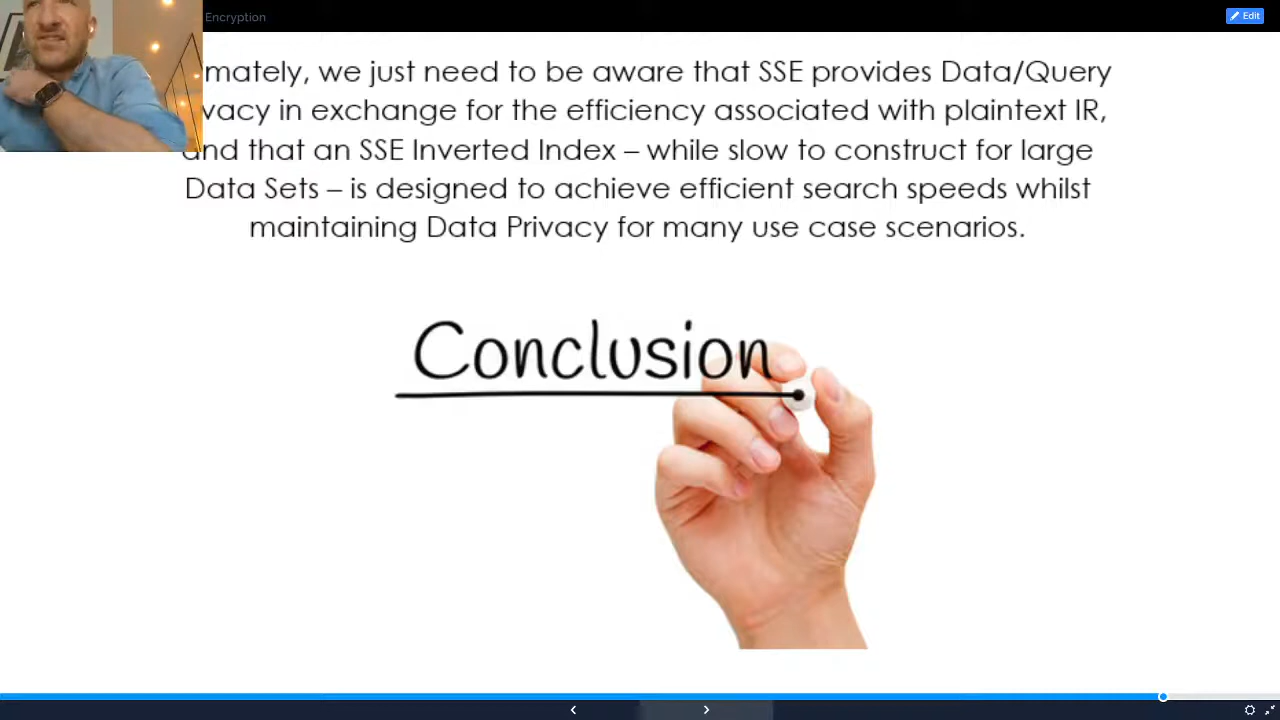 Encryption
Edit
mately, we just need to be aware that SSE provides Data/Query
vacy in exchange for the efficiency associated with plaintext IR,
and that an SSE Inverted Index – while slow to construct for large
Data Sets – is designed to achieve efficient search speeds whilst
maintaining Data Privacy for many use case scenarios.
Conclusion